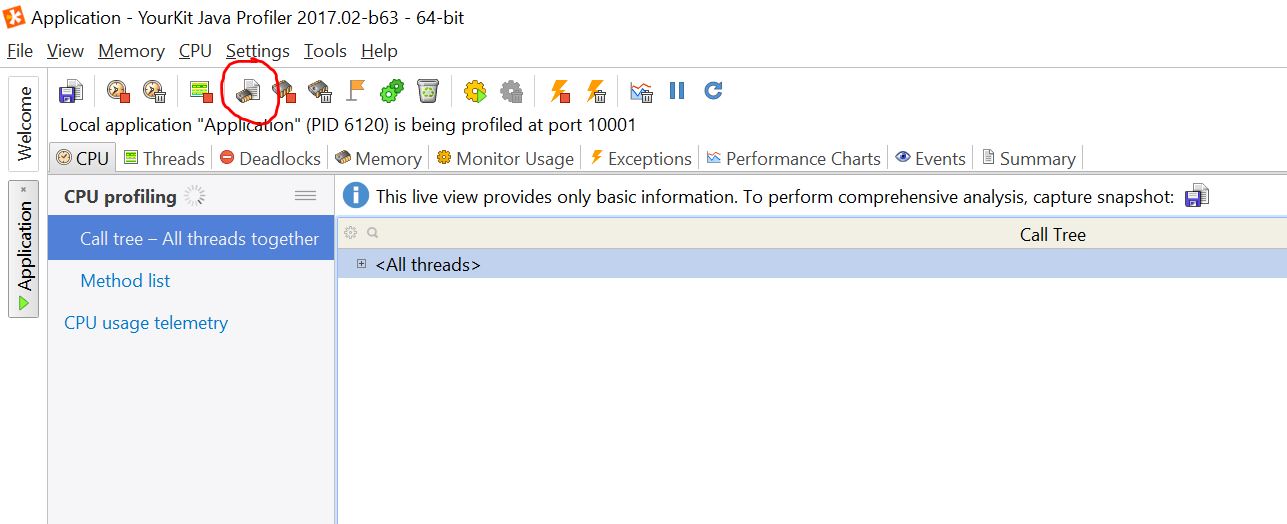 Application - YourKit Java Profiler 2017.02-b63 - 64-bit
File View Memory CPU Settings Tools Help
Welcome
Local application "Application" (PID 6120) is being profiled at port 10001
CPU Threads Deadlocks Memory Monitor Usage Exceptions Performance Charts Events Summary
Application
CPU profiling
This live view provides only basic information. To perform comprehensive analysis, capture snapshot:
Call tree – All threads together
Call Tree
<All threads>
Method list
CPU usage telemetry